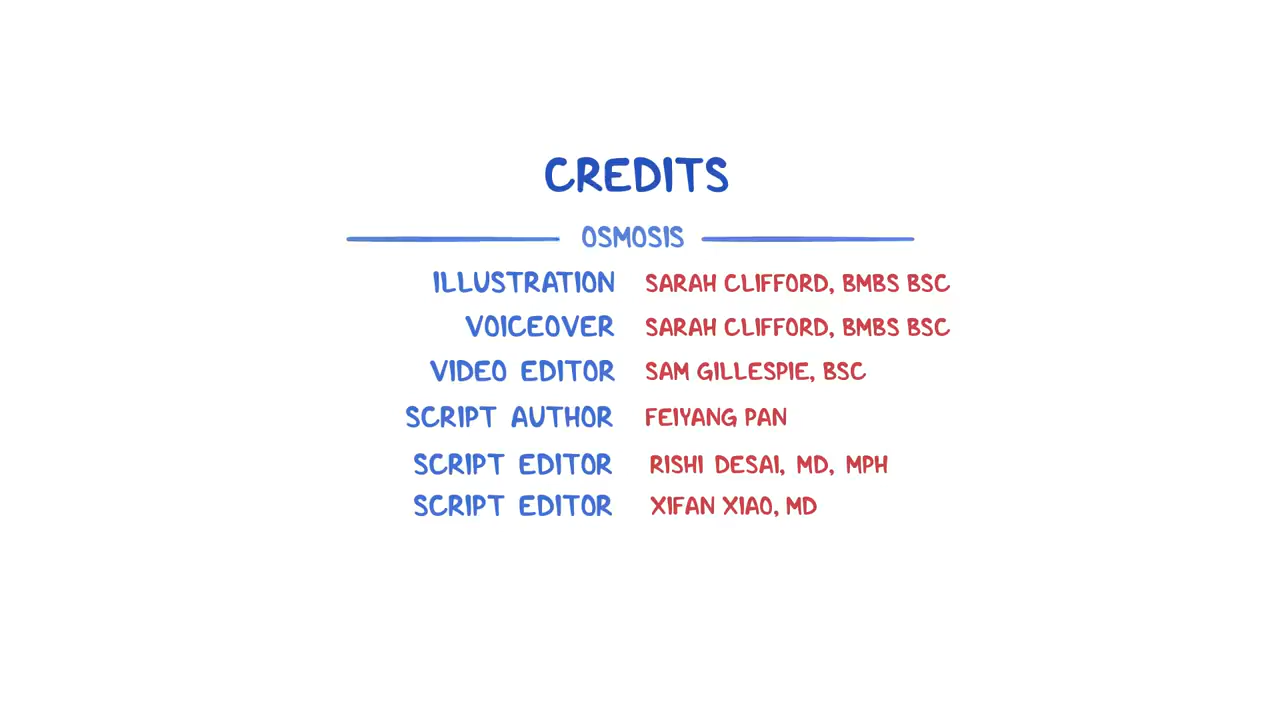 CREDITS
OSMOSIS
ILLUSTRATION SARAH CLIFFORD, BMBS BSC
VOICEOVER SARAH CLIFFORD, BMBS BSC
VIDEO EDITOR SAM GILLESPIE, BSC
SCRIPT AUTHOR FEIYANG PAN
SCRIPT EDITOR RISHI DESAI, MD, MPH
SCRIPT EDITOR XIFAN XIAO, MD